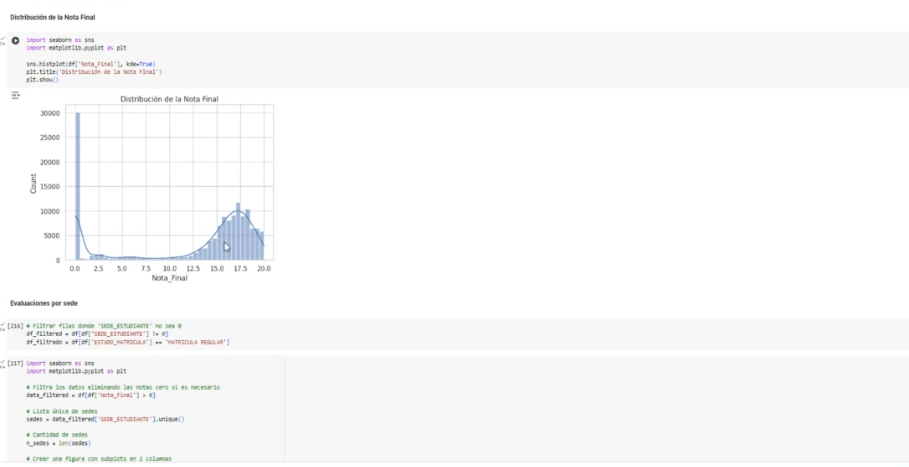 Distribución de la Nota Final
import seaborn as sns
import matplotlib.pyplot as plt
sns.histplot(df['Nota_Final'], kde=True)
plt.title('Distribución de la Nota Final')
plt.show()
Distribución de la Nota Final
30000
25000
20000
15000
10000
5000
0
Count
0.0 2.5 5.0 7.5 10.0 12.5 15.0 17.5 20.0
Nota_Final
Evaluaciones por sede
[216] # Filtrar filas donde 'SEDE_ESTUDIANTE' no sea 0
df_filtered = df[df['SEDE_ESTUDIANTE'] != 0]
df_filtrado = df[df['ESTADO_MATRICULA'] == 'MATRICULA REGULAR']
[217] import seaborn as sns
import matplotlib.pyplot as plt
# Filtra los datos eliminando las notas cero si es necesario
data_filtered = df[df['Nota_Final'] > 0]
# Lista única de sedes
sedes = data_filtered['SEDE_ESTUDIANTE'].unique()
# Cantidad de sedes
n_sedes = len(sedes)
# Crear una figura con subplots en 2 columnas